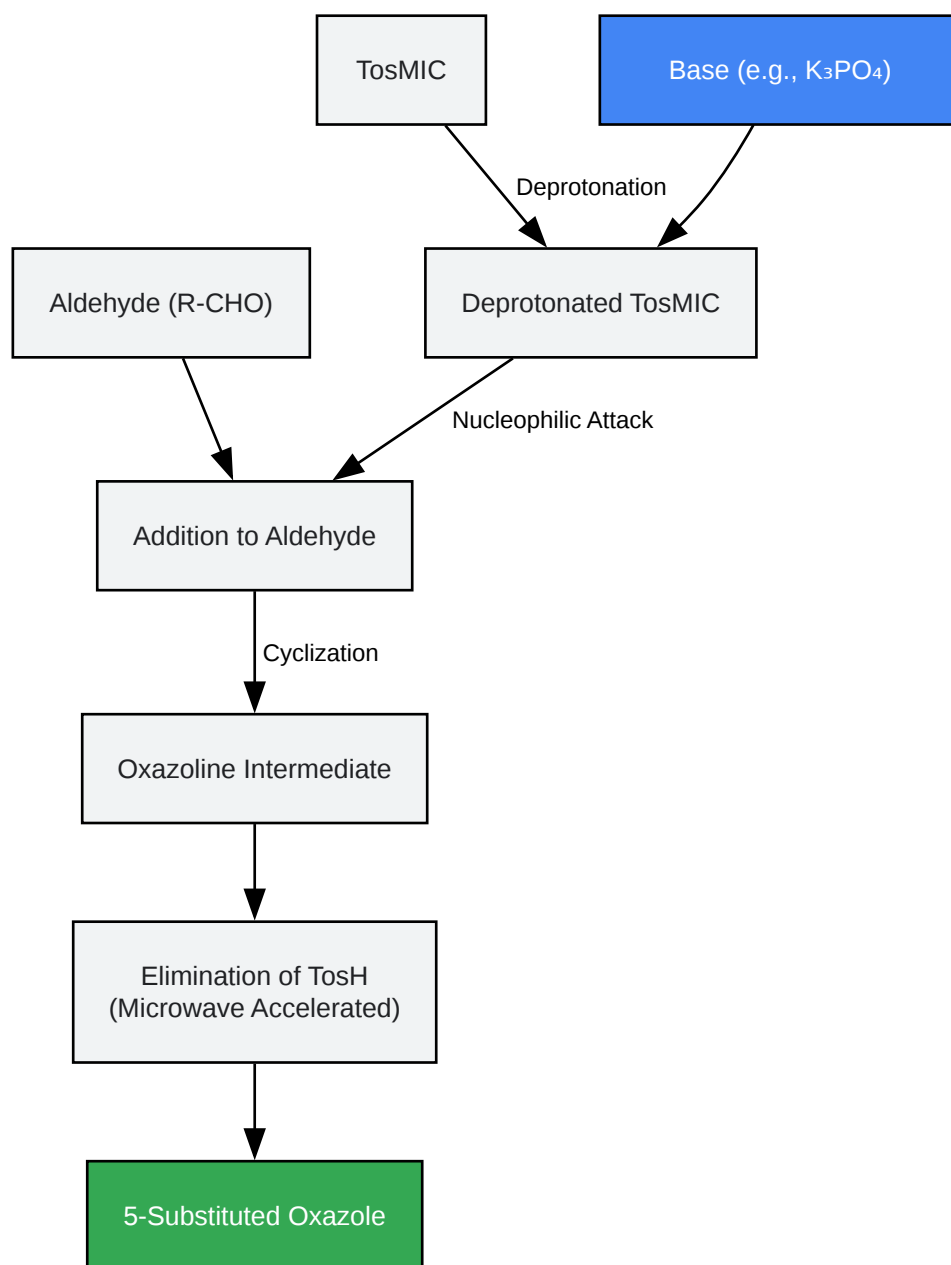 TosMIC
Base (e.g., K₃PO₄)
Deprotonation
Aldehyde (R-CHO)
Deprotonated TosMIC
Nucleophilic Attack
Addition to Aldehyde
Cyclization
Oxazoline Intermediate
Elimination of TosH
(Microwave Accelerated)
5-Substituted Oxazole